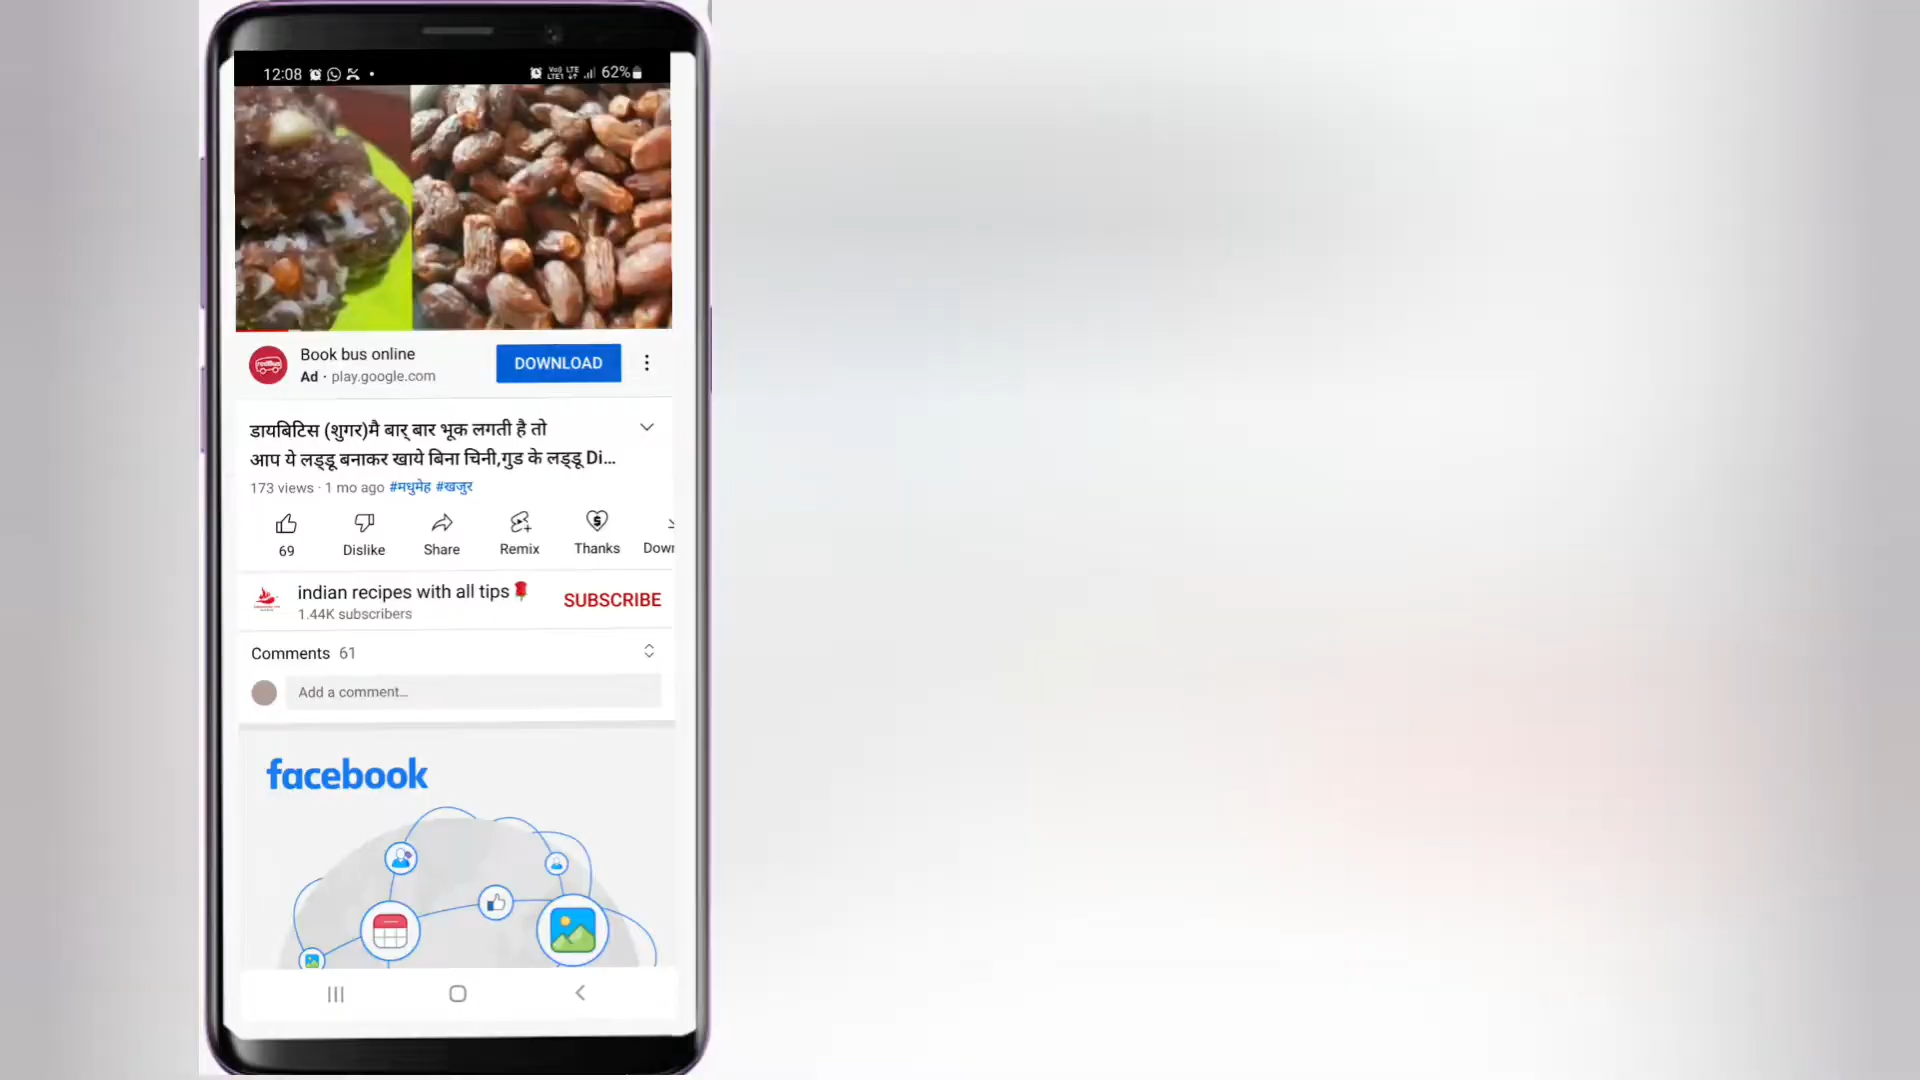 12:08
62%
Book bus online
DOWNLOAD
Ad · play.google.com
डायबिटिस (शुगर)मै बार् बार भूक लगती है तो
आप ये लड्डू बनाकर खाये बिना चिनी,गुड के लड्डू Di...
173 views · 1 mo ago #मधुमेह #खजुर
69 Dislike Share Remix Thanks Down
indian recipes with all tips
SUBSCRIBE
1.44K subscribers
Comments 61
Add a comment...
facebook